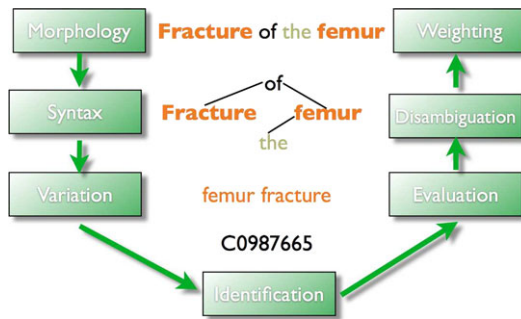 Morphology Fracture of the femur Weighting
of
Syntax Fracture femur Disambiguation
the
Variation femur fracture Evaluation
C0987665
Identification